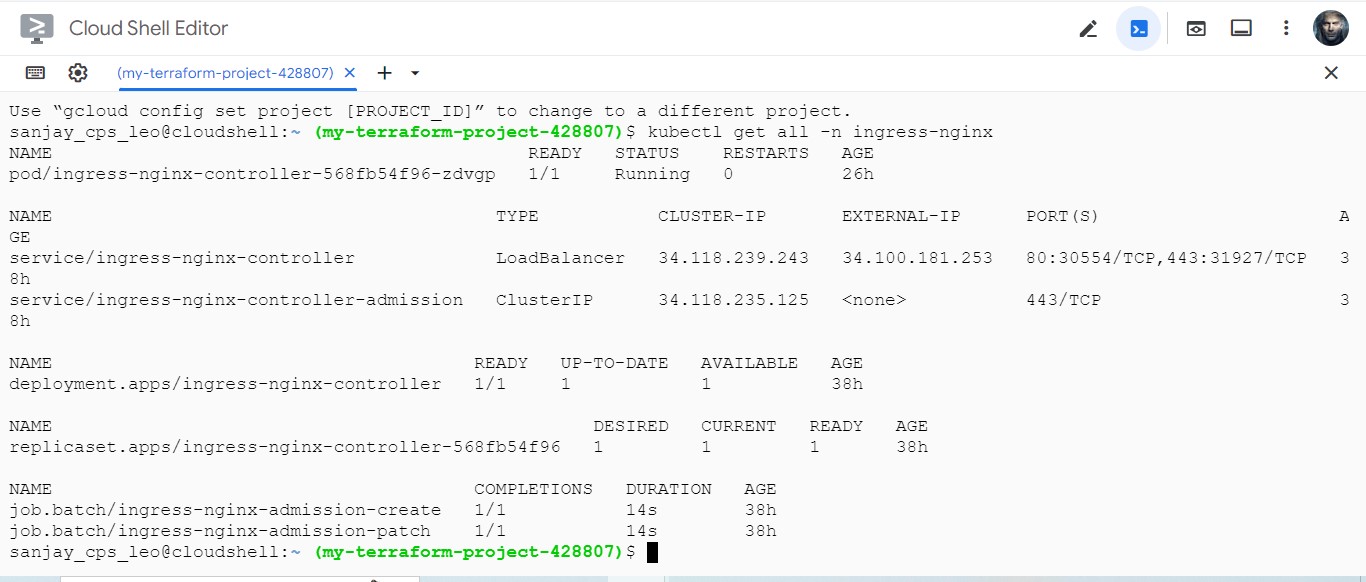 Cloud Shell Editor
(my-terraform-project-428807)
Use “gcloud config set project [PROJECT_ID]” to change to a different project.
sanjay_cps_leo@cloudshell:~ (my-terraform-project-428807)$ kubectl get all -n ingress-nginx
NAME READY STATUS RESTARTS AGE
pod/ingress-nginx-controller-568fb54f96-zdvgp 1/1 Running 0 26h
NAME TYPE CLUSTER-IP EXTERNAL-IP PORT(S) A
GE
service/ingress-nginx-controller LoadBalancer 34.118.239.243 34.100.181.253 80:30554/TCP,443:31927/TCP 3
8h
service/ingress-nginx-controller-admission ClusterIP 34.118.235.125 <none> 443/TCP 3
8h
NAME READY UP-TO-DATE AVAILABLE AGE
deployment.apps/ingress-nginx-controller 1/1 1 1 38h
NAME DESIRED CURRENT READY AGE
replicaset.apps/ingress-nginx-controller-568fb54f96 1 1 1 38h
NAME COMPLETIONS DURATION AGE
job.batch/ingress-nginx-admission-create 1/1 14s 38h
job.batch/ingress-nginx-admission-patch 1/1 14s 38h
sanjay_cps_leo@cloudshell:~ (my-terraform-project-428807)$